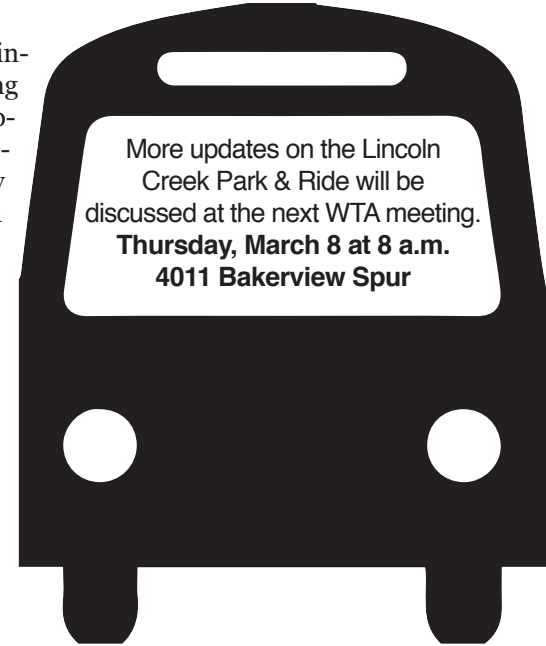 in-
More updates on the Lincoln
Creek Park & Ride will be
discussed at the next WTA meeting.
Thursday, March 8 at 8 a.m.
4011 Bakerview Spur